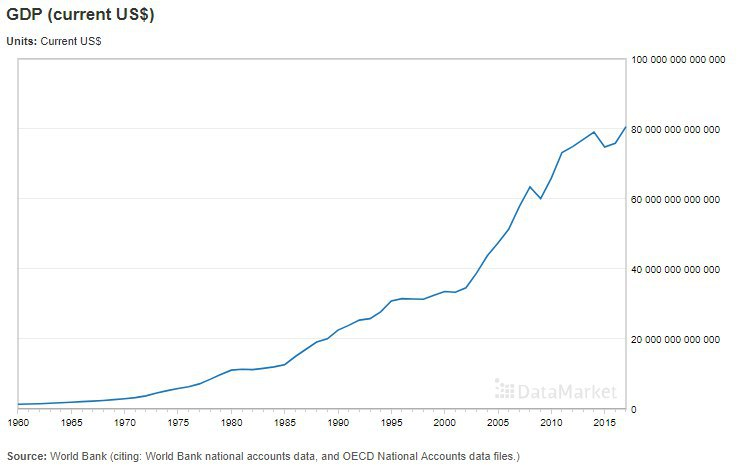 GDP (current US$)
Units: Current US$
100 000 000 000 000
80 000 000 000 000
60 000 000 000 000
40 000 000 000 000
20 000 000 000 000
0
DataMarket
1960 1965 1970 1975 1980 1985 1990 1995 2000 2005 2010 2015
Source: World Bank (citing: World Bank national accounts data, and OECD National Accounts data files.)